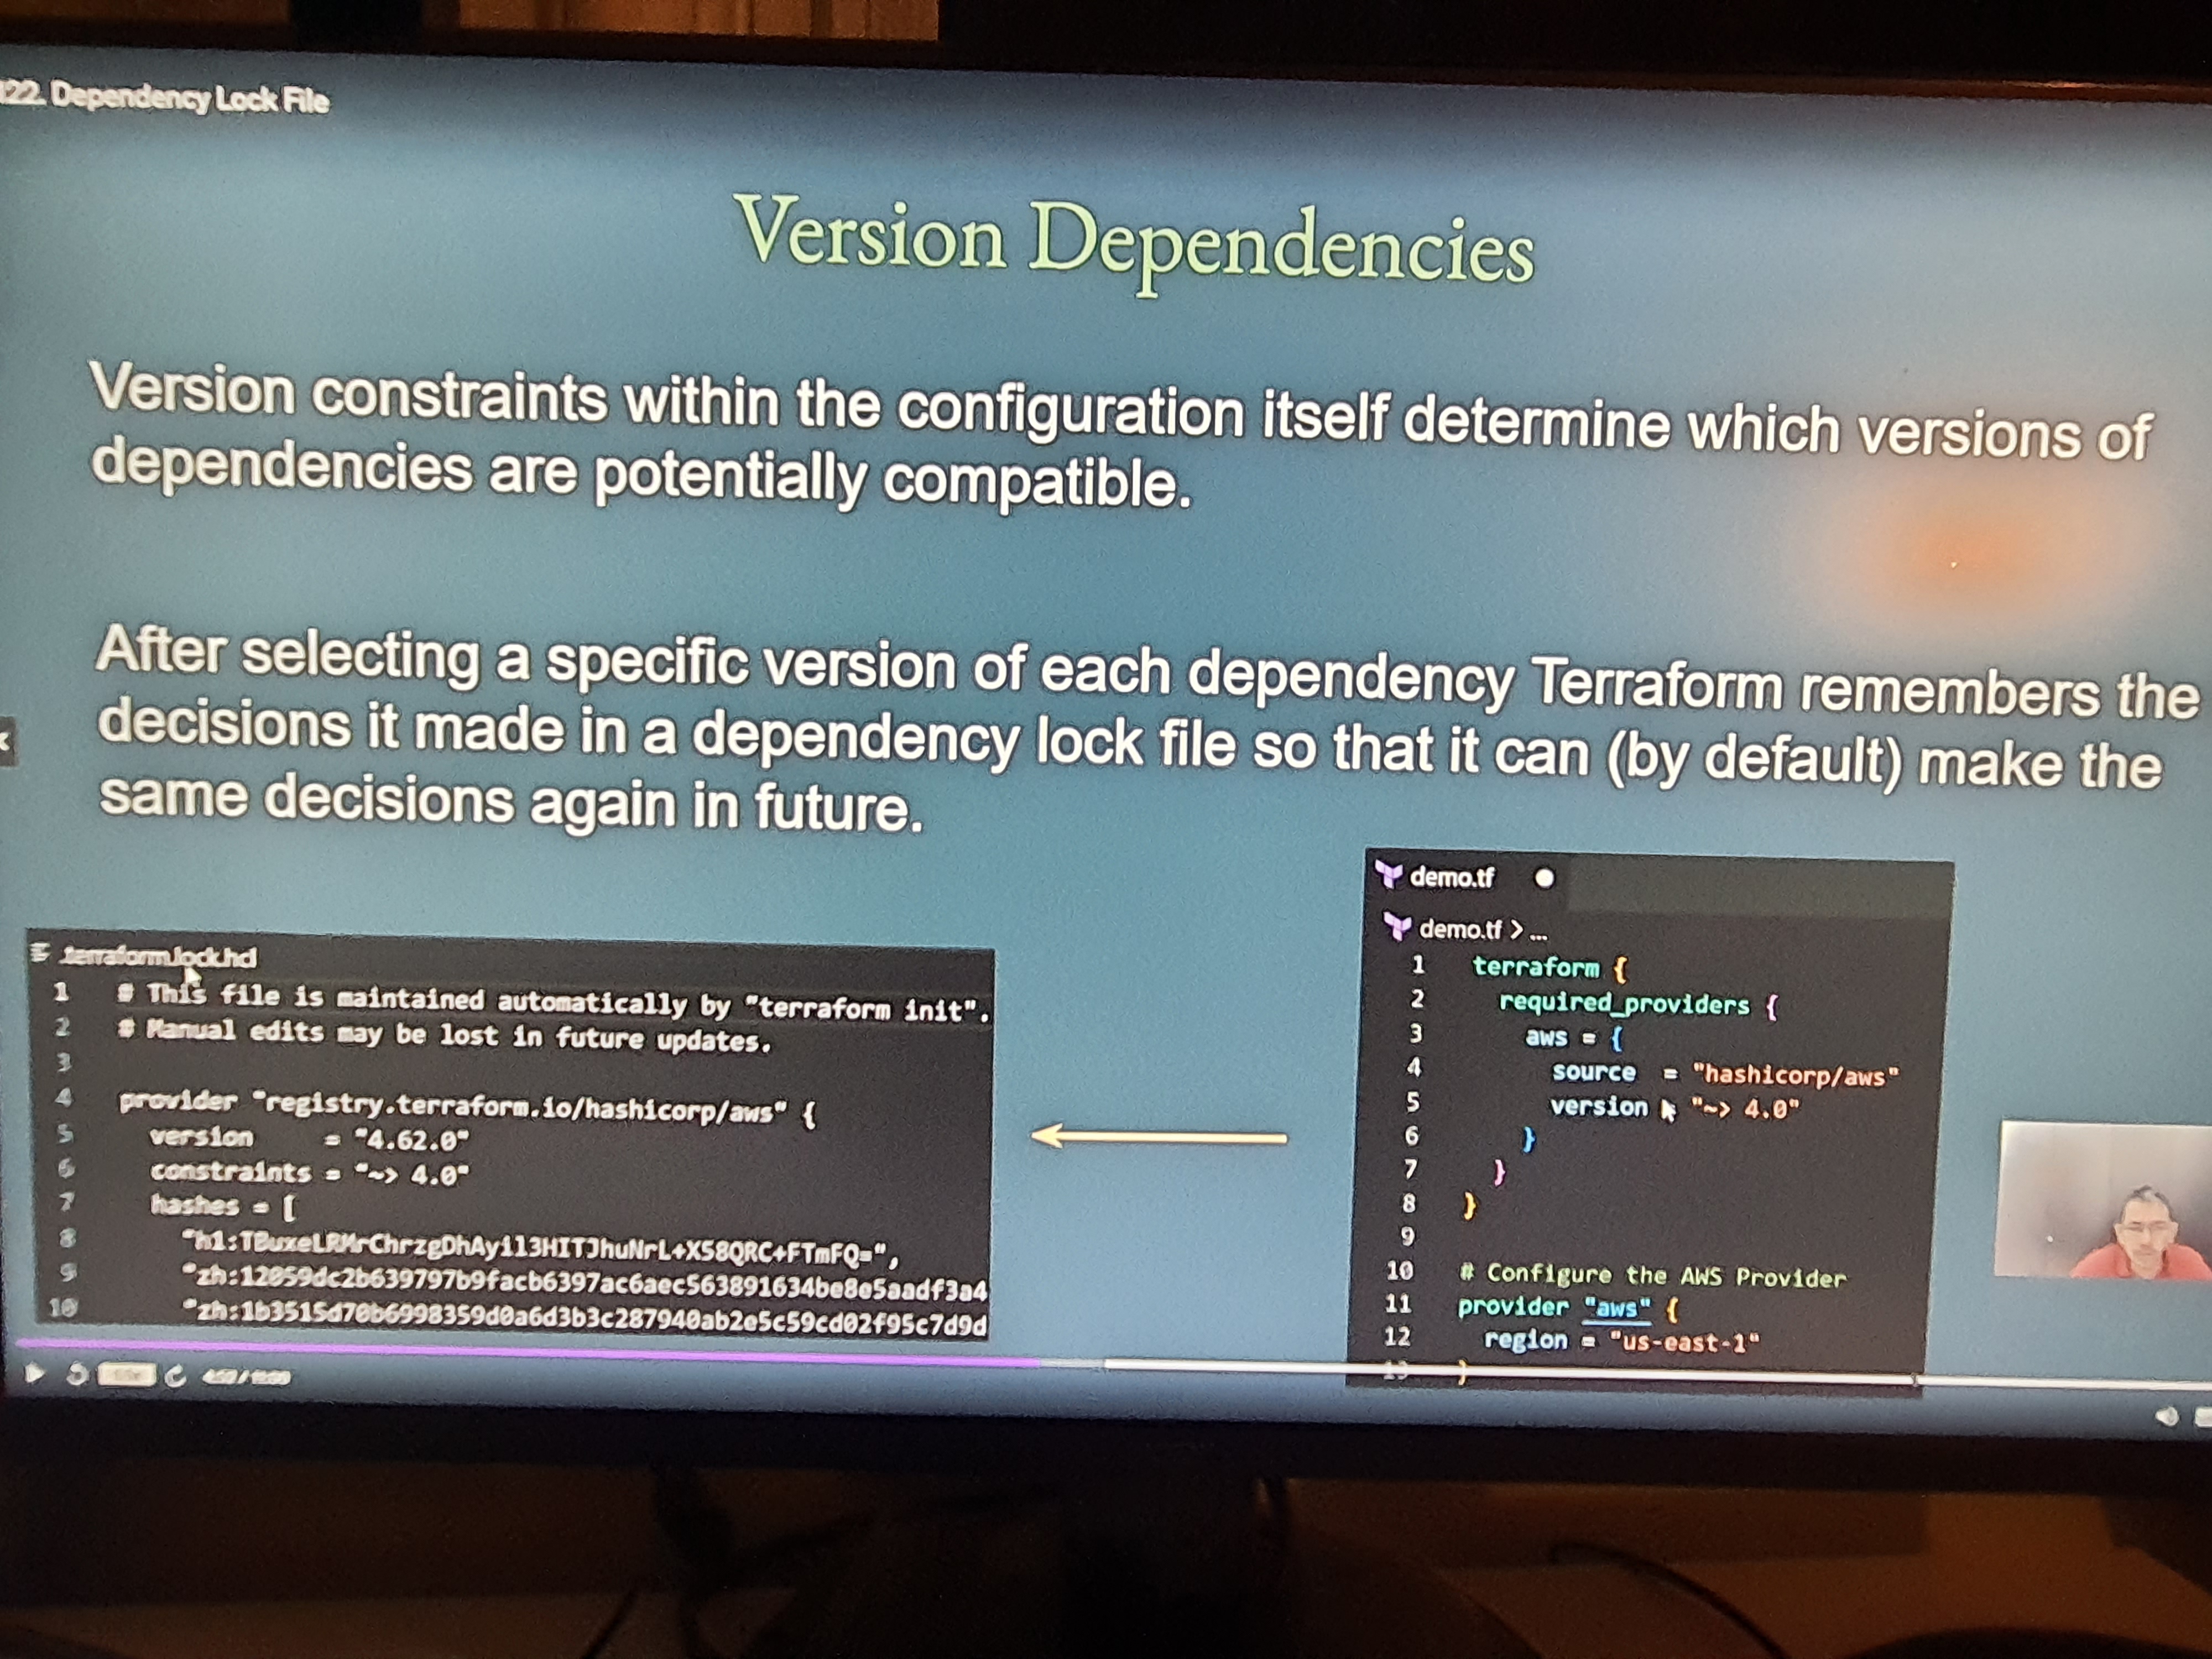 122. Dependency Lock File
Version Dependencies
Version constraints within the configuration itself determine which versions of
dependencies are potentially compatible.
After selecting a specific version of each dependency Terraform remembers the
decisions it made in a dependency lock file so that it can (by default) make the
same decisions again in future.
.terraform.lock.hcl
1 # This file is maintained automatically by "terraform init".
2 # Manual edits may be lost in future updates.
3
4 provider "registry.terraform.io/hashicorp/aws" {
5 version = "4.62.0"
6 constraints = "~> 4.0"
7 hashes = [
8
9 "zh:12059dc2b639797b9facb6397ac6aec563891634be8e5aadf3a4
10 "zh:1b3515d70b6998359d0a6d3b3c287940ab2e5c59cd02f95c7d9d
demo.tf
demo.tf > ...
1 terraform {
2 required_providers {
3 aws = {
4 source = "hashicorp/aws"
5 version "~> 4.0"
6 }
7 }
8 }
9
10 # Configure the AWS Provider
11 provider "aws" {
12 region = "us-east-1"
13 }